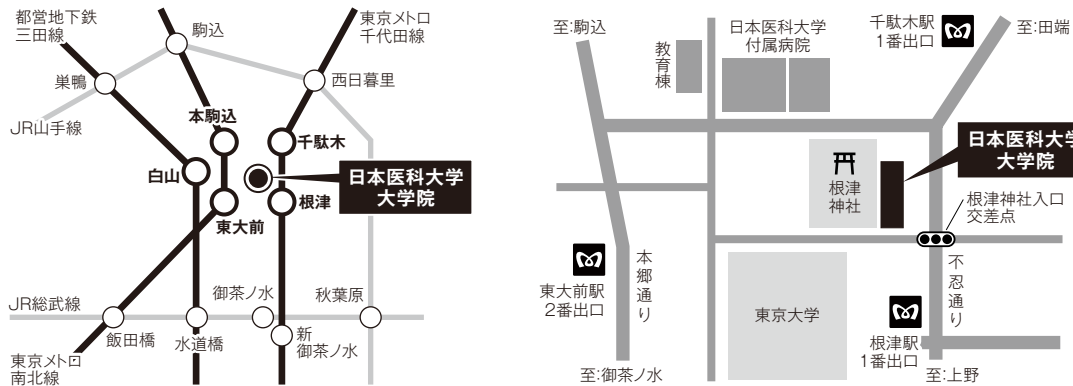 都営地下鉄
三田線
駒込
東京メトロ
千代田線
巣鴨
西日暮里
JR山手線
本駒込
千駄木
白山
日本医科大学
大学院
根津
東大前
JR総武線
御茶ノ水
秋葉原
飯田橋
水道橋
新
御茶ノ水
東京メトロ
南北線
至:駒込
日本医科大学
付属病院
千駄木駅
1番出口
至:田端
教育棟
日本医科大学
大学院
根津
神社
根津神社入口
交差点
本郷通り
不忍通り
東大前駅
2番出口
東京大学
根津駅
1番出口
至:御茶ノ水
至:上野